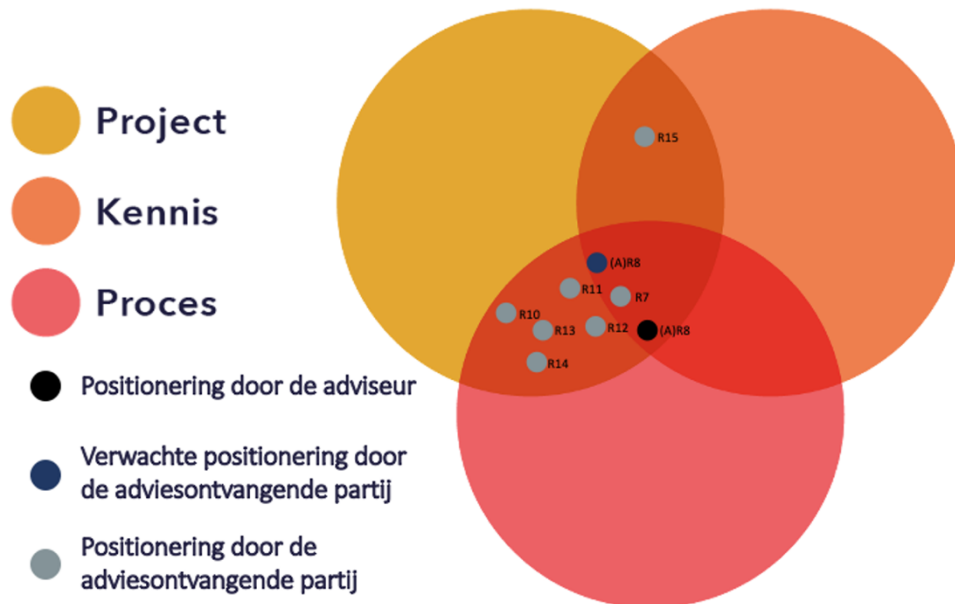 Project
Kennis
Proces
Positionering door de adviseur
Verwachte positionering door
de adviesontvangende partij
Positionering door de
adviesontvangende partij
R15
(A)R8
R11
R7
R10
R13
R12
(A)R8
R14